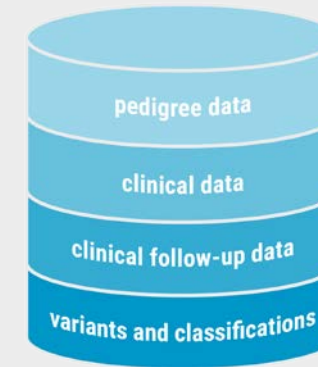 pedigree data
clinical data
clinical follow-up data
variants and classifications